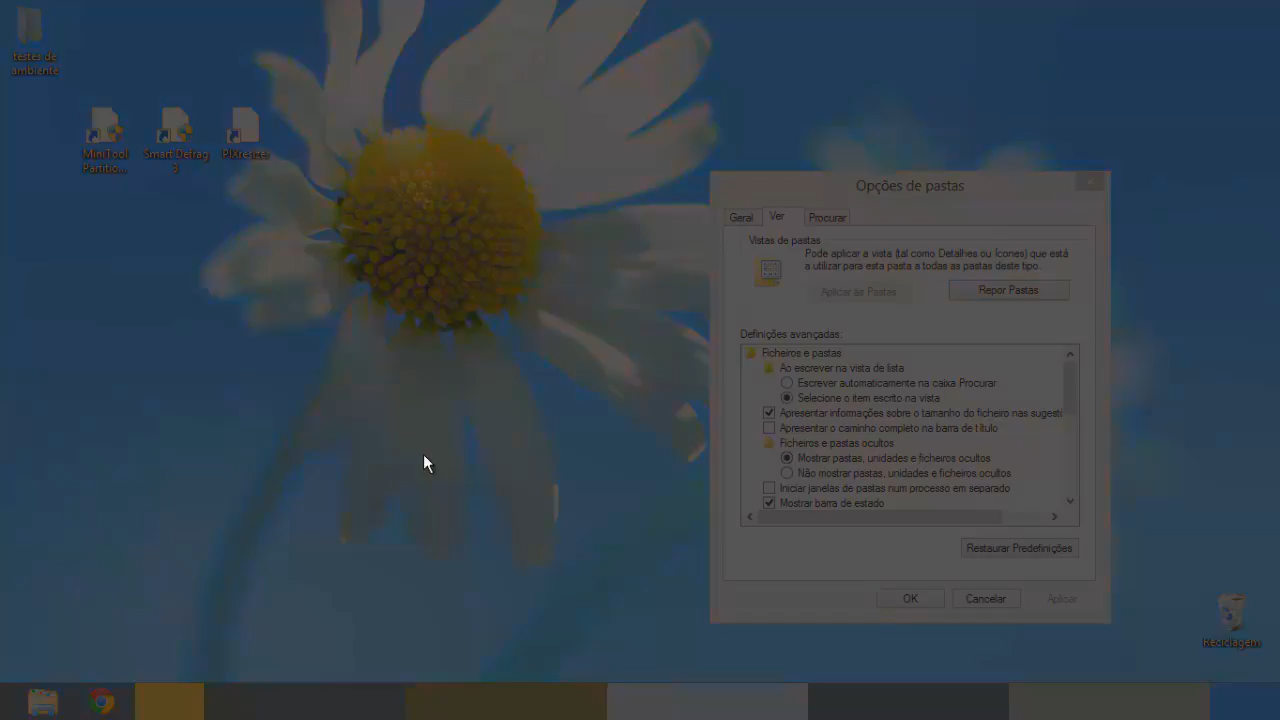 testes de
ambiente
MiniTool
Partitio...
Smart Defrag
3
PIXresizer
Opções de pastas
Geral
Ver
Procurar
Vistas de pastas
Pode aplicar a vista (tal como Detalhes ou Ícones) que está
a utilizar para esta pasta a todas as pastas deste tipo.
Aplicar às Pastas
Repor Pastas
Definições avançadas:
Ficheiros e pastas
Ao escrever na vista de lista
Escrever automaticamente na caixa Procurar
Selecione o item escrito na vista
Apresentar informações sobre o tamanho do ficheiro nas sugest
Apresentar o caminho completo na barra de título
Ficheiros e pastas ocultos
Mostrar pastas, unidades e ficheiros ocultos
Não mostrar pastas, unidades e ficheiros ocultos
Iniciar janelas de pastas num processo em separado
Mostrar barra de estado
Restaurar Predefinições
OK
Cancelar
Aplicar
Reciclagem